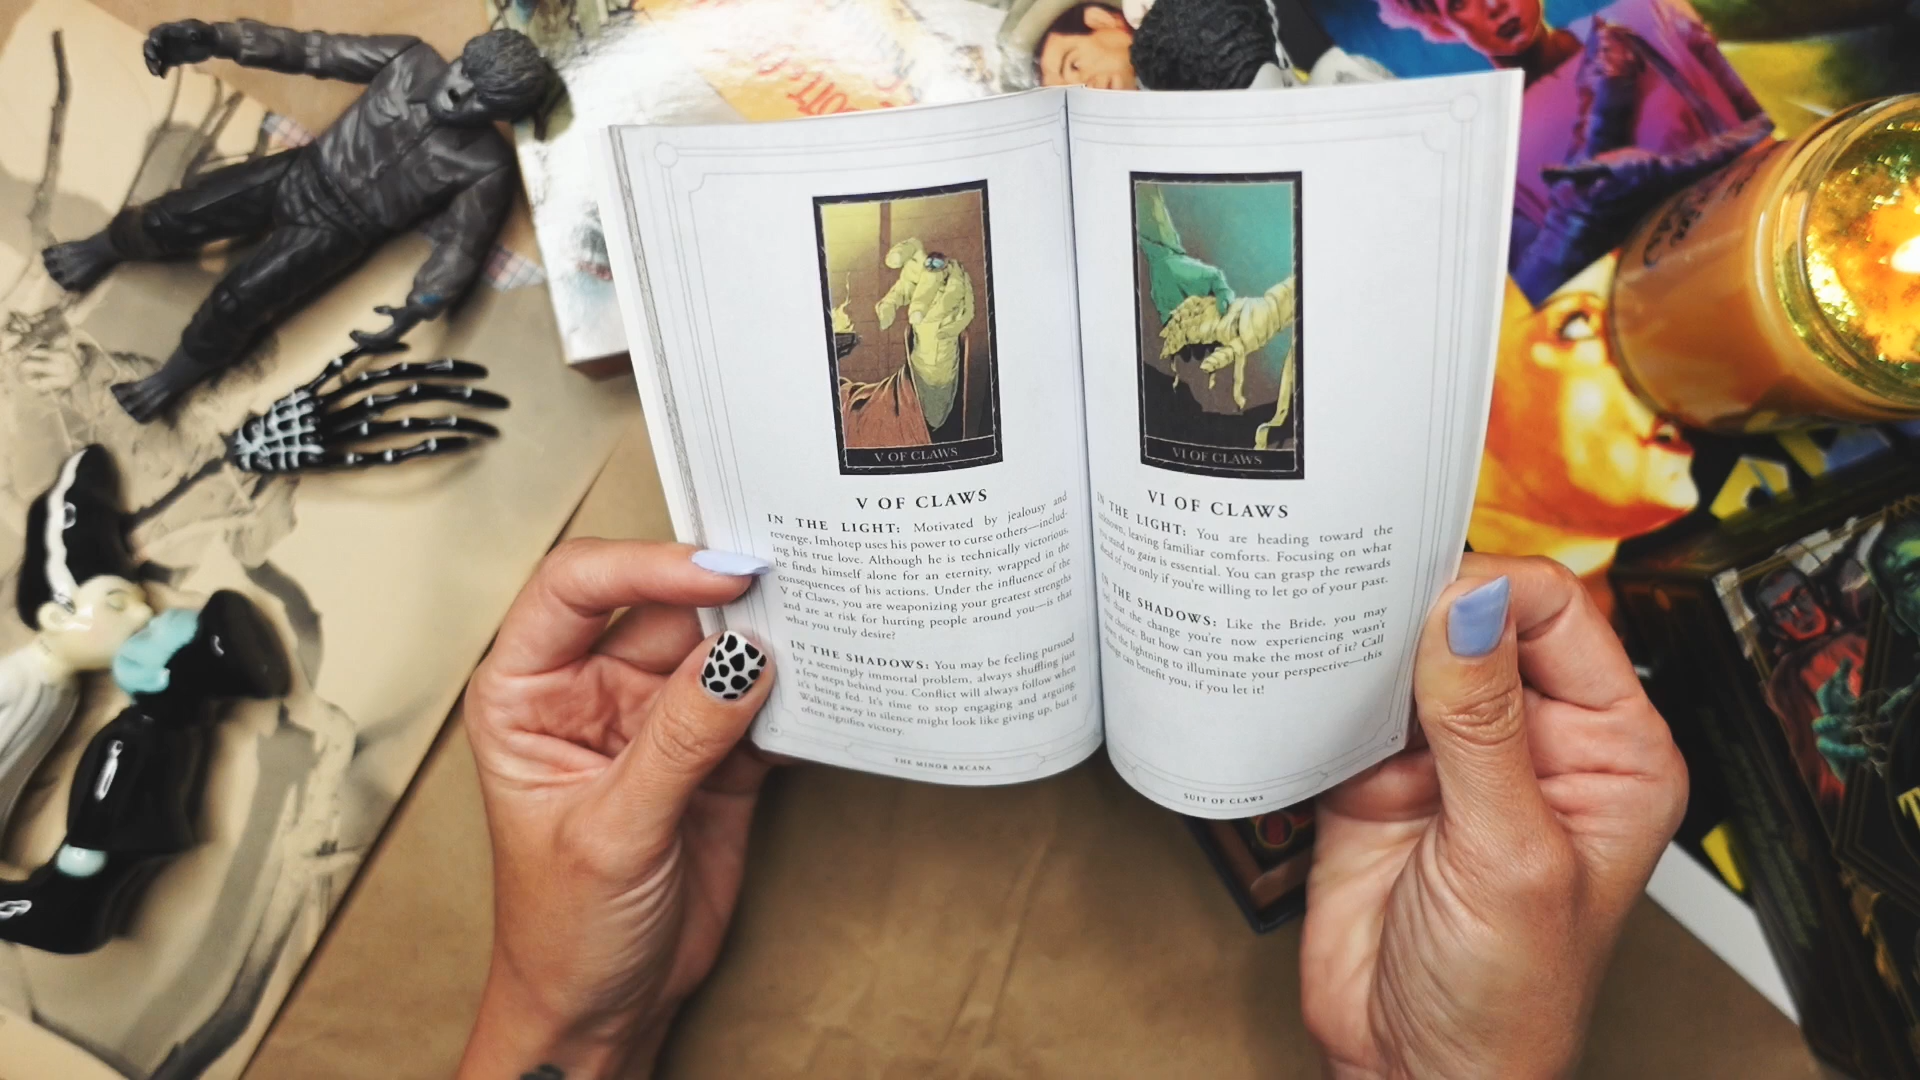 V OF CLAWS
V OF CLAWS
IN THE LIGHT: Motivated by jealousy and
revenge, Imhotep uses his power to curse others—includ-
ing his true love. Although he is technically victorious,
he finds himself alone for an eternity, wrapped in the
consequences of his actions. Under the influence of the
V of Claws, you are weaponizing your greatest strengths
and are at risk for hurting people around you—is that
what you truly desire?
IN THE SHADOWS: You may be feeling pursued
by a seemingly immortal problem, always shuffling just
a few steps behind you. Conflict will always follow when
it's being fed. It's time to stop engaging and arguing.
Walking away in silence might look like giving up, but it
often signifies victory.
THE MINOR ARCANA
VI OF CLAWS
VI OF CLAWS
IN THE LIGHT: You are heading toward the
unknown, leaving familiar comforts. Focusing on what
you stand to gain is essential. You can grasp the rewards
ahead of you only if you're willing to let go of your past.
IN THE SHADOWS: Like the Bride, you may
feel that the change you're now experiencing wasn't
your choice. But how can you make the most of it? Call
down the lightning to illuminate your perspective—this
change can benefit you, if you let it!
SUIT OF CLAWS